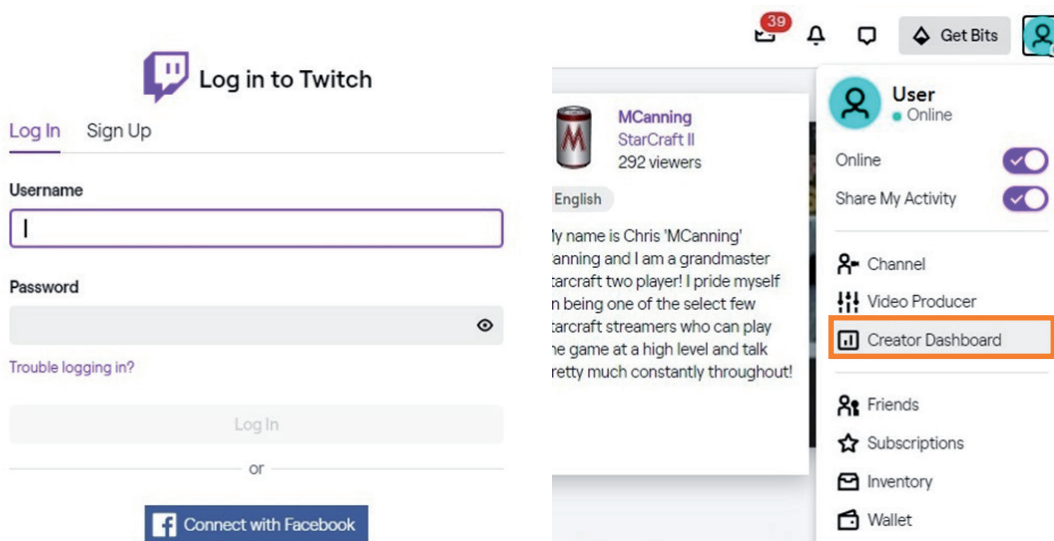 Log in to Twitch
Log In
Sign Up
Username
Password
Trouble logging in?
Log In
or
Connect with Facebook
39
Get Bits
MCanning
StarCraft II
292 viewers
English
y name is Chris 'MCanning'
anning and I am a grandmaster
tarcraft two player! I pride myself
n being one of the select few
tarcraft streamers who can play
e game at a high level and talk
retty much constantly throughout!
User
Online
Online
Share My Activity
Channel
Video Producer
Creator Dashboard
Friends
Subscriptions
Inventory
Wallet